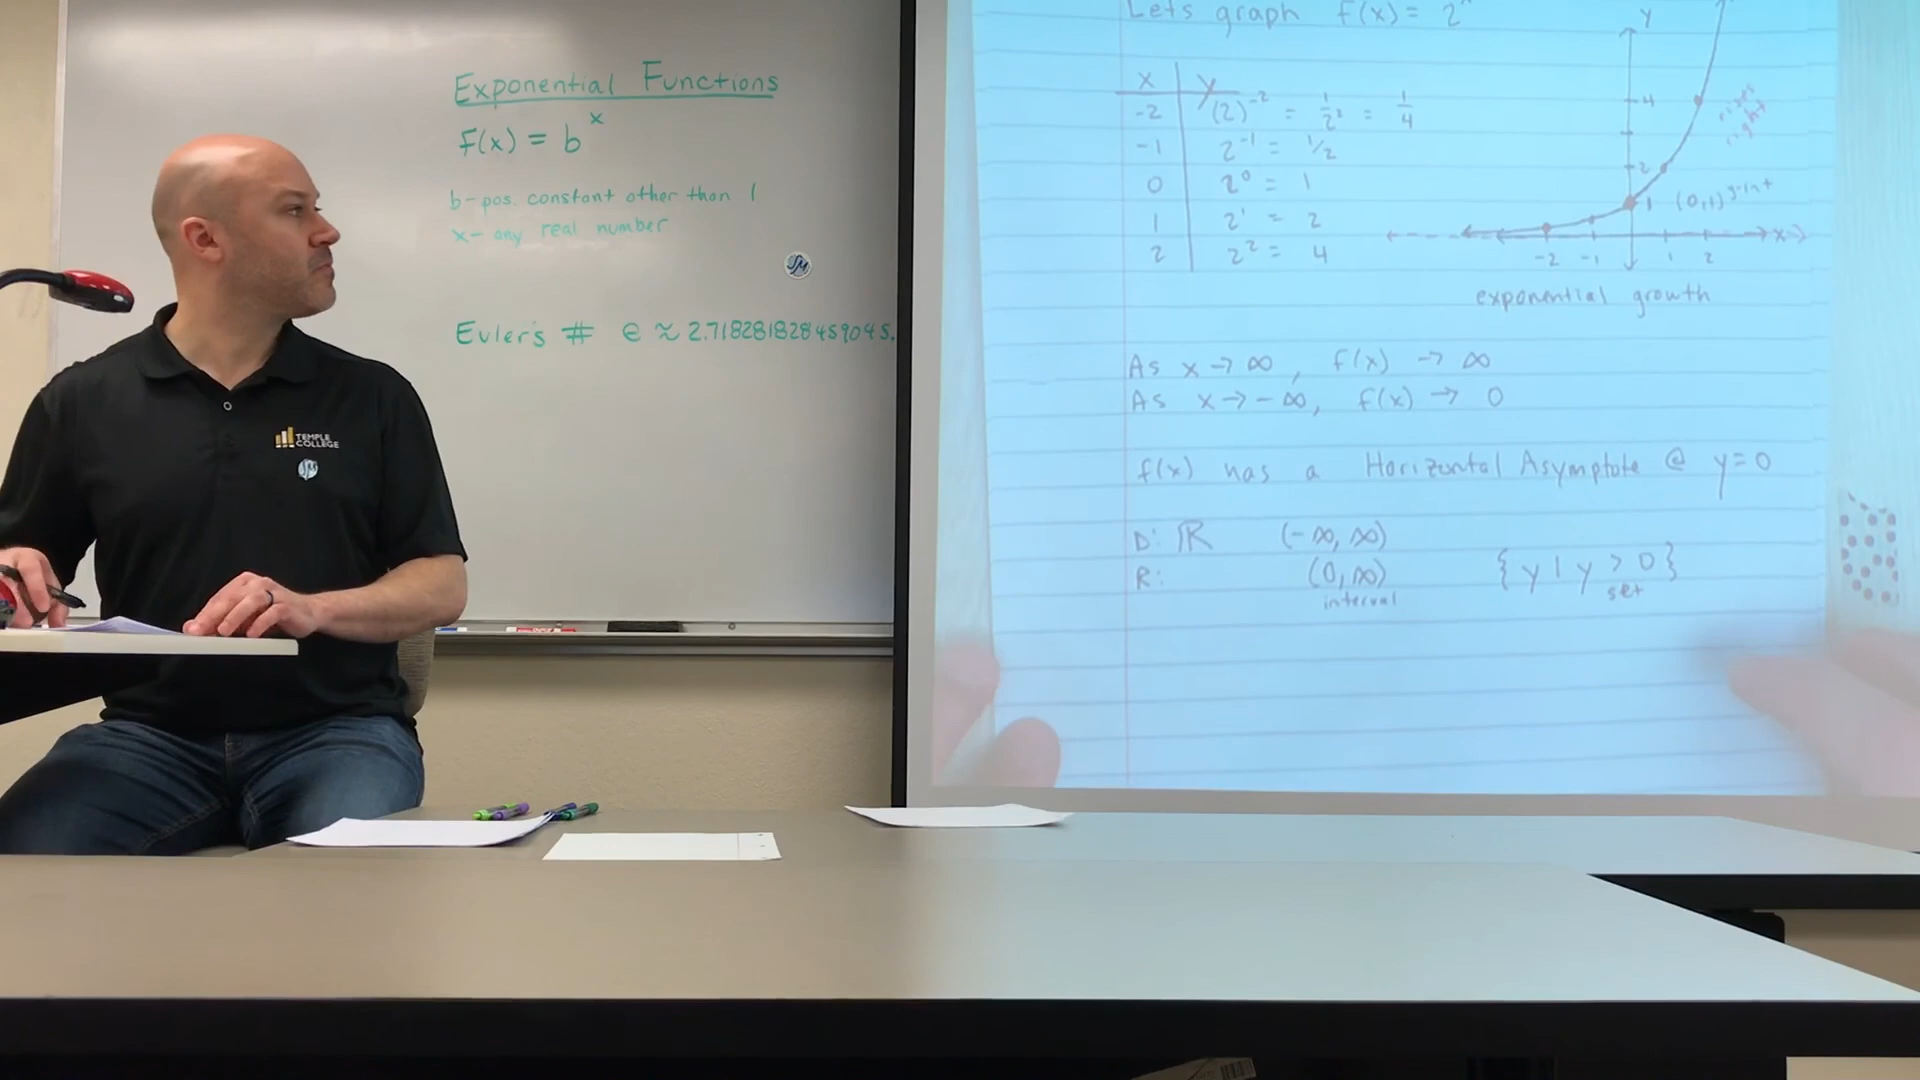 Exponential Functions
f(x) = b^x
b-pos. constant other than 1
x- any real number
Euler's # e ≈ 2.718281828459045.
TEMPLE
COLLEGE
Lets graph f(x) = 2^x
x | y
-2 | (2)^-2 = 1/2^2 = 1/4
-1 | 2^-1 = 1/2
0 | 2^0 = 1
1 | 2^1 = 2
2 | 2^2 = 4
y
4
rises
right
2
1 (0,1) y-int
x
-2 -1 1 2
exponential growth
As x → ∞, f(x) → ∞
As x → -∞, f(x) → 0
f(x) has a Horizontal Asymptote @ y=0
D: ℝ (-∞, ∞)
R: (0, ∞) { y | y > 0 }
interval set